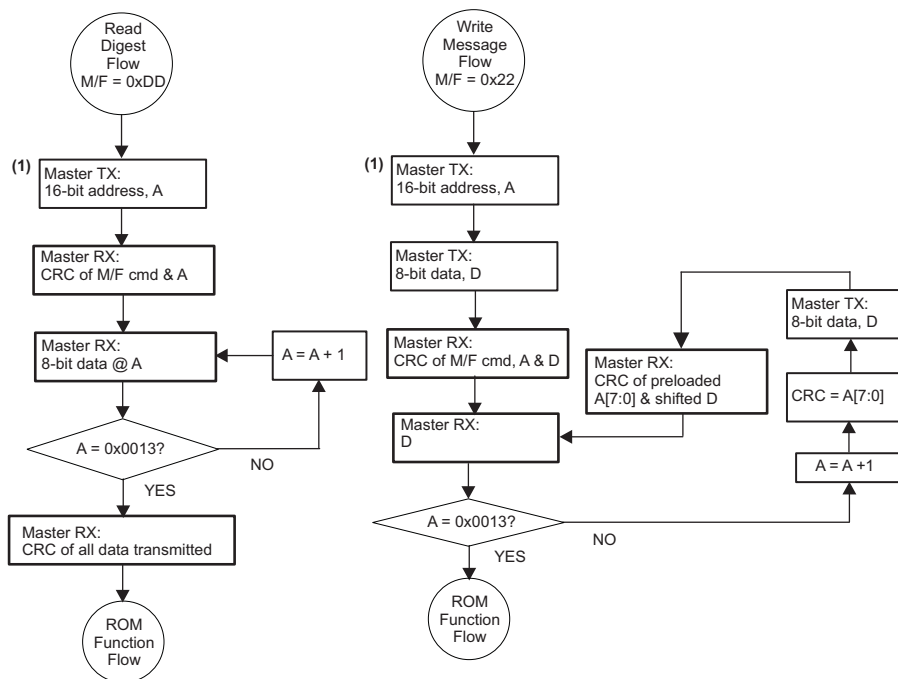 Read
Digest
Flow
M/F = 0xDD
(1)
Master TX:
16-bit address, A
Master RX:
CRC of M/F cmd & A
Master RX:
8-bit data @ A
A = A + 1
A = 0x0013?
NO
YES
Master RX:
CRC of all data transmitted
ROM
Function
Flow
Write
Message
Flow
M/F = 0x22
(1)
Master TX:
16-bit address, A
Master TX:
8-bit data, D
Master RX:
CRC of M/F cmd, A & D
Master RX:
D
A = 0x0013?
NO
YES
ROM
Function
Flow
A = A +1
CRC = A[7:0]
Master TX:
8-bit data, D
Master RX:
CRC of preloaded
A[7:0] & shifted D